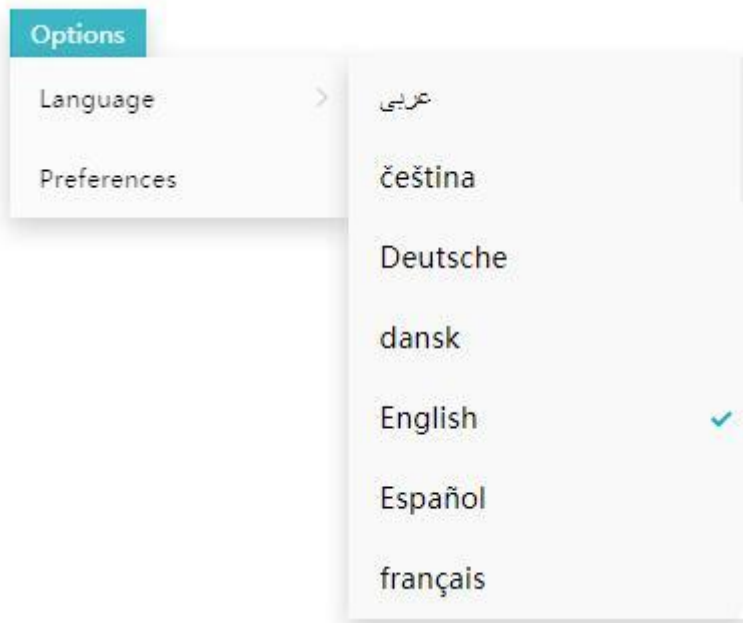 Options
Language
Preferences
عربى
čeština
Deutsche
dansk
English
Español
français